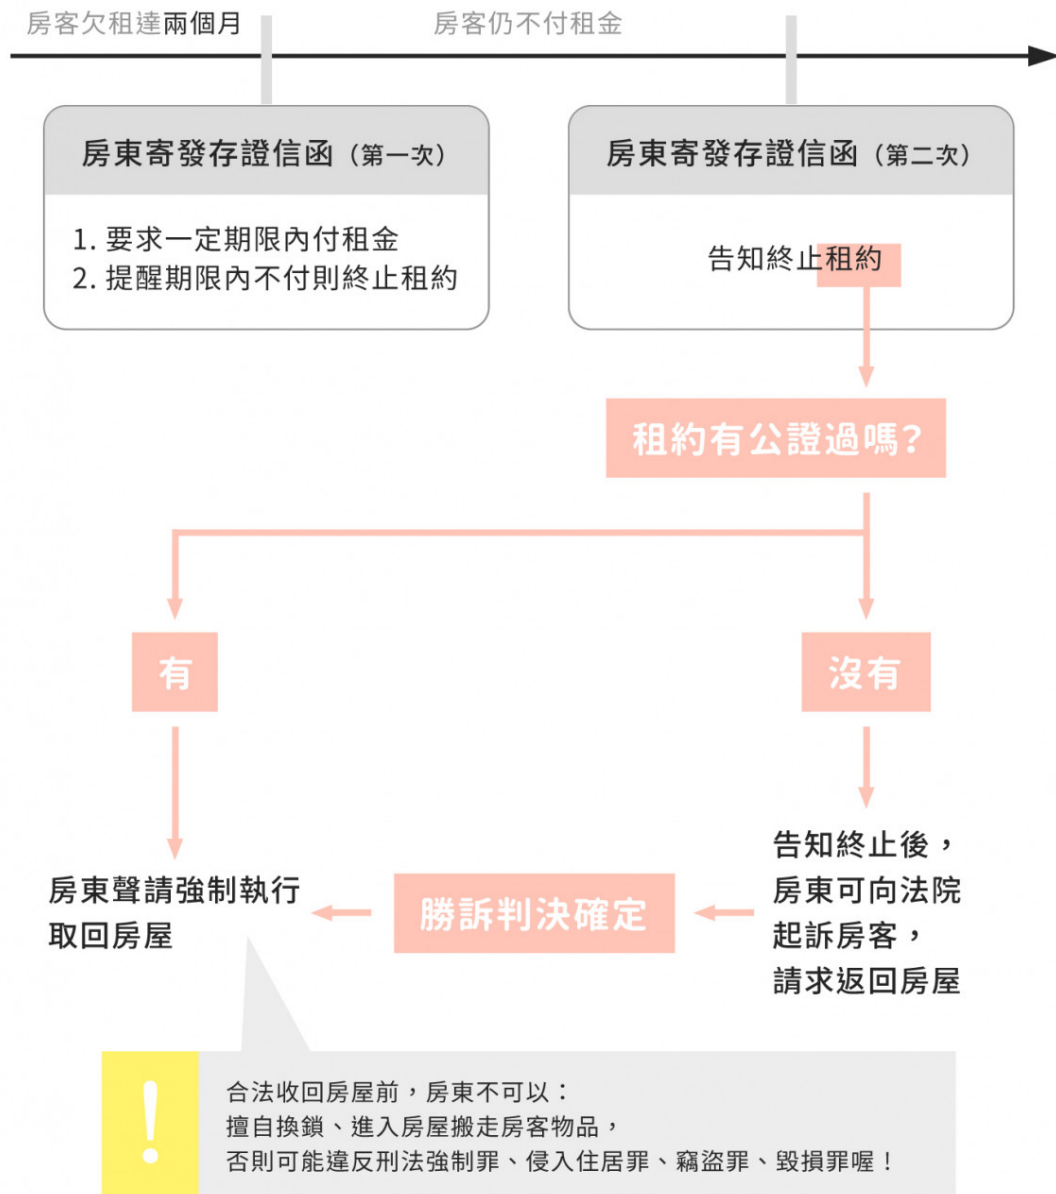 房客欠租達兩個月
房客仍不付租金
房東寄發存證信函（第一次）
1. 要求一定期限內付租金
2. 提醒期限內不付則終止租約
房東寄發存證信函（第二次）
告知終止租約
租約有公證過嗎？
有
沒有
房東聲請強制執行
取回房屋
勝訴判決確定
告知終止後，
房東可向法院
起訴房客，
請求返回房屋
!
合法收回房屋前，房東不可以：
擅自換鎖、進入房屋搬走房客物品，
否則可能違反刑法強制罪、侵入住居罪、竊盜罪、毀損罪喔！